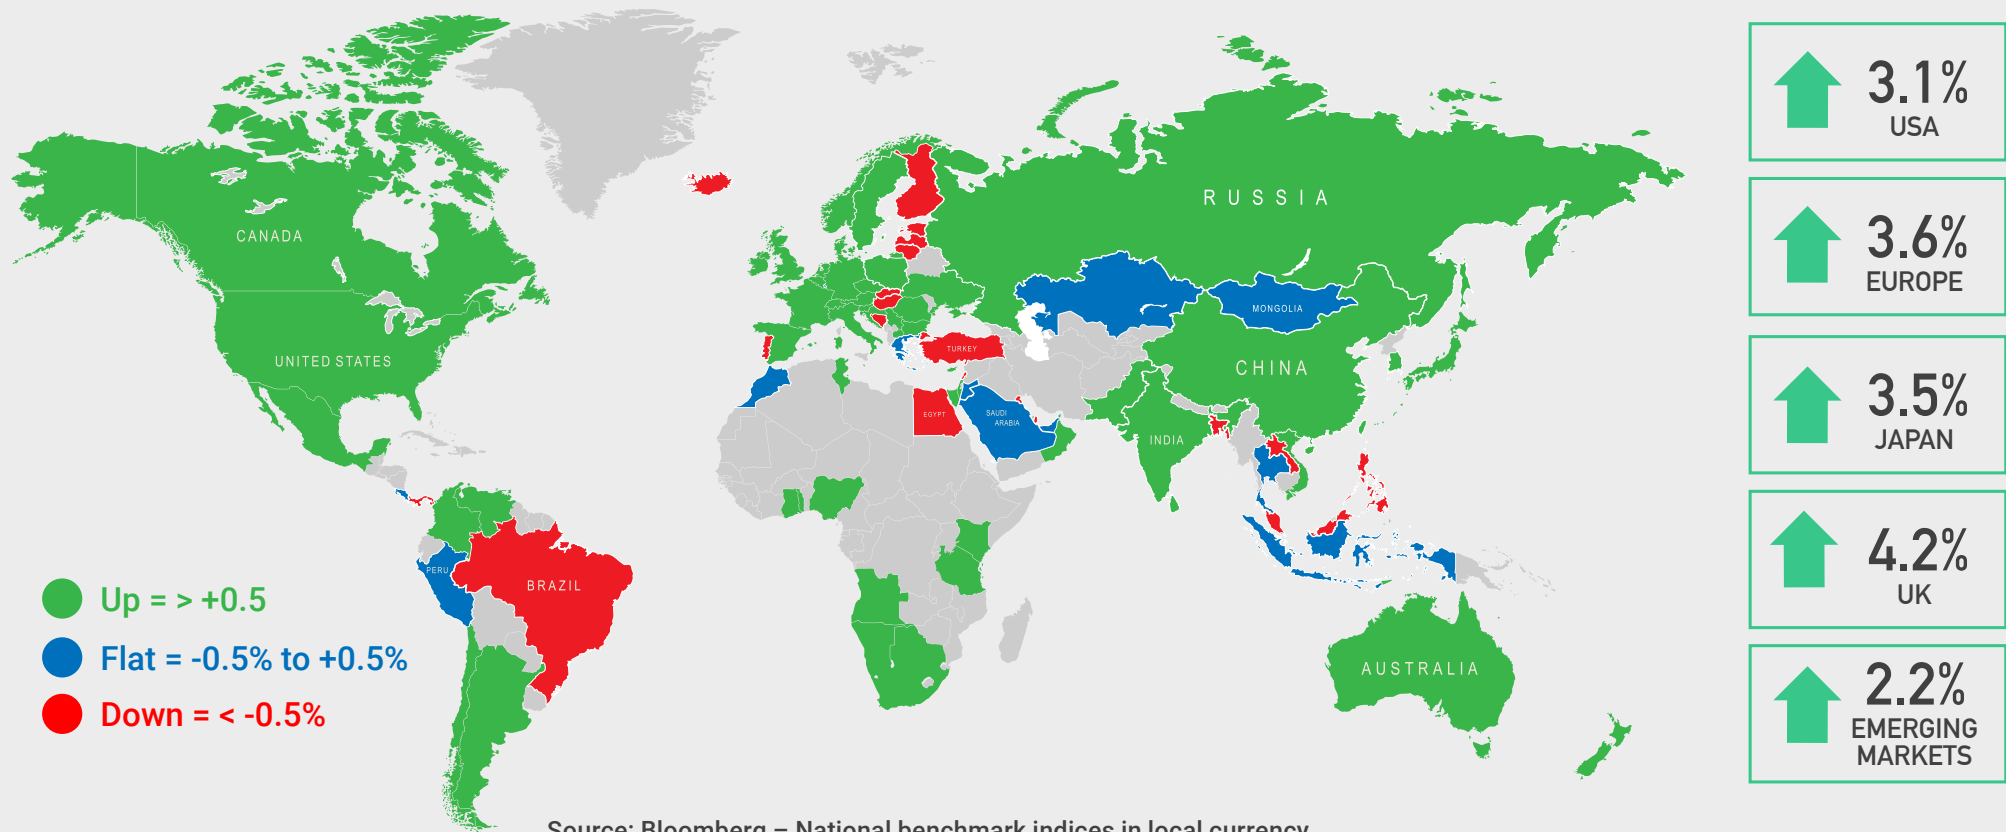 CANADA
UNITED STATES
PERU
BRAZIL
RUSSIA
MONGOLIA
CHINA
TURKEY
EGYPT
SAUDI
ARABIA
INDIA
AUSTRALIA
Up = > +0.5
Flat = -0.5% to +0.5%
Down = < -0.5%
3.1%
USA
3.6%
EUROPE
3.5%
JAPAN
4.2%
UK
2.2%
EMERGING
MARKETS
Source: Bloomberg – National benchmark indices in local currency